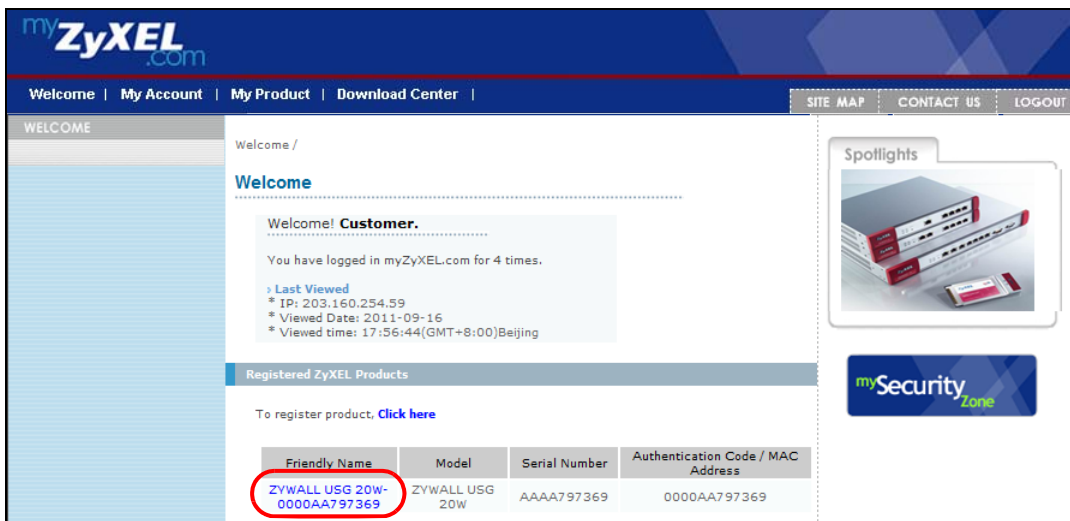 myZyXEL.com
Welcome | My Account | My Product | Download Center |
SITE MAP CONTACT US LOGOUT
WELCOME
Welcome /
Welcome
Welcome! Customer.
You have logged in myZyXEL.com for 4 times.
› Last Viewed
* IP: 203.160.254.59
* Viewed Date: 2011-09-16
* Viewed time: 17:56:44(GMT+8:00)Beijing
Spotlights
mySecurity Zone
Registered ZyXEL Products
To register product, Click here
Friendly Name Model Serial Number Authentication Code / MAC Address
ZYWALL USG 20W-0000AA797369 ZYWALL USG 20W AAAA797369 0000AA797369